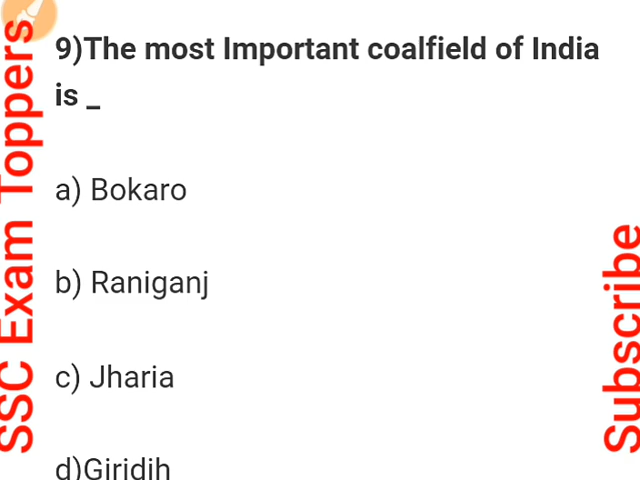 SSC Exam Toppers
9)The most Important coalfield of India
is _
a) Bokaro
b) Raniganj
c) Jharia
d)Giridih
Subscribe